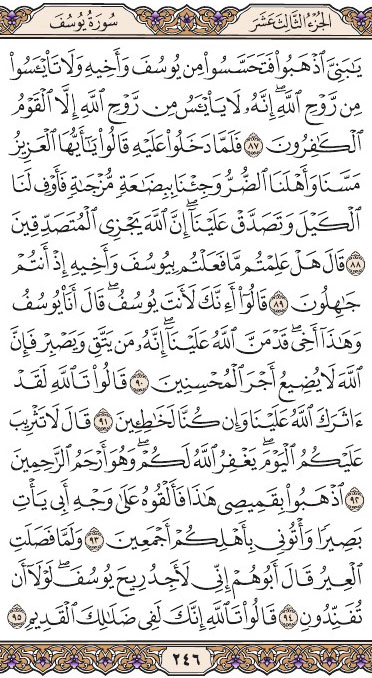 الجزء الثالث عشر سورة يوسف
يَٰبَنِيَّ ٱذۡهَبُواْ فَتَحَسَّسُواْ مِن يُوسُفَ وَأَخِيهِ وَلَا تَاْيۡـَٔسُواْ
مِن رَّوۡحِ ٱللَّهِۖ إِنَّهُۥ لَا يَاْيۡـَٔسُ مِن رَّوۡحِ ٱللَّهِ إِلَّا ٱلۡقَوۡمُ
ٱلۡكَٰفِرُونَ ٨٧ فَلَمَّا دَخَلُواْ عَلَيۡهِ قَالُواْ يَٰٓأَيُّهَا ٱلۡعَزِيزُ
مَسَّنَا وَأَهۡلَنَا ٱلضُّرُّ وَجِئۡنَا بِبِضَٰعَةٖ مُّزۡجَىٰةٖ فَأَوۡفِ لَنَا
ٱلۡكَيۡلَ وَتَصَدَّقۡ عَلَيۡنَآۖ إِنَّ ٱللَّهَ يَجۡزِي ٱلۡمُتَصَدِّقِينَ
٨٨ قَالَ هَلۡ عَلِمۡتُم مَّا فَعَلۡتُم بِيُوسُفَ وَأَخِيهِ إِذۡ أَنتُمۡ
جَٰهِلُونَ ٨٩ قَالُوٓاْ أَءِنَّكَ لَأَنتَ يُوسُفُۖ قَالَ أَنَا۠ يُوسُفُ
وَهَٰذَآ أَخِيۖ قَدۡ مَنَّ ٱللَّهُ عَلَيۡنَآۖ إِنَّهُۥ مَن يَتَّقِ وَيَصۡبِرۡ فَإِنَّ
ٱللَّهَ لَا يُضِيعُ أَجۡرَ ٱلۡمُحۡسِنِينَ ٩٠ قَالُواْ تَٱللَّهِ لَقَدۡ
ءَاثَرَكَ ٱللَّهُ عَلَيۡنَا وَإِن كُنَّا لَخَٰطِـِٔينَ ٩١ قَالَ لَا تَثۡرِيبَ
عَلَيۡكُمُ ٱلۡيَوۡمَۖ يَغۡفِرُ ٱللَّهُ لَكُمۡۖ وَهُوَ أَرۡحَمُ ٱلرَّٰحِمِينَ
٩٢ ٱذۡهَبُواْ بِقَمِيصِي هَٰذَا فَأَلۡقُوهُ عَلَىٰ وَجۡهِ أَبِي يَأۡتِ
بَصِيرٗا وَأۡتُونِي بِأَهۡلِكُمۡ أَجۡمَعِينَ ٩٣ وَلَمَّا فَصَلَتِ
ٱلۡعِيرُ قَالَ أَبُوهُمۡ إِنِّي لَأَجِدُ رِيحَ يُوسُفَۖ لَوۡلَآ أَن
تُفَنِّدُونِ ٩٤ قَالُواْ تَٱللَّهِ إِنَّكَ لَفِي ضَلَٰلِكَ ٱلۡقَدِيمِ ٩٥
٢٤٦